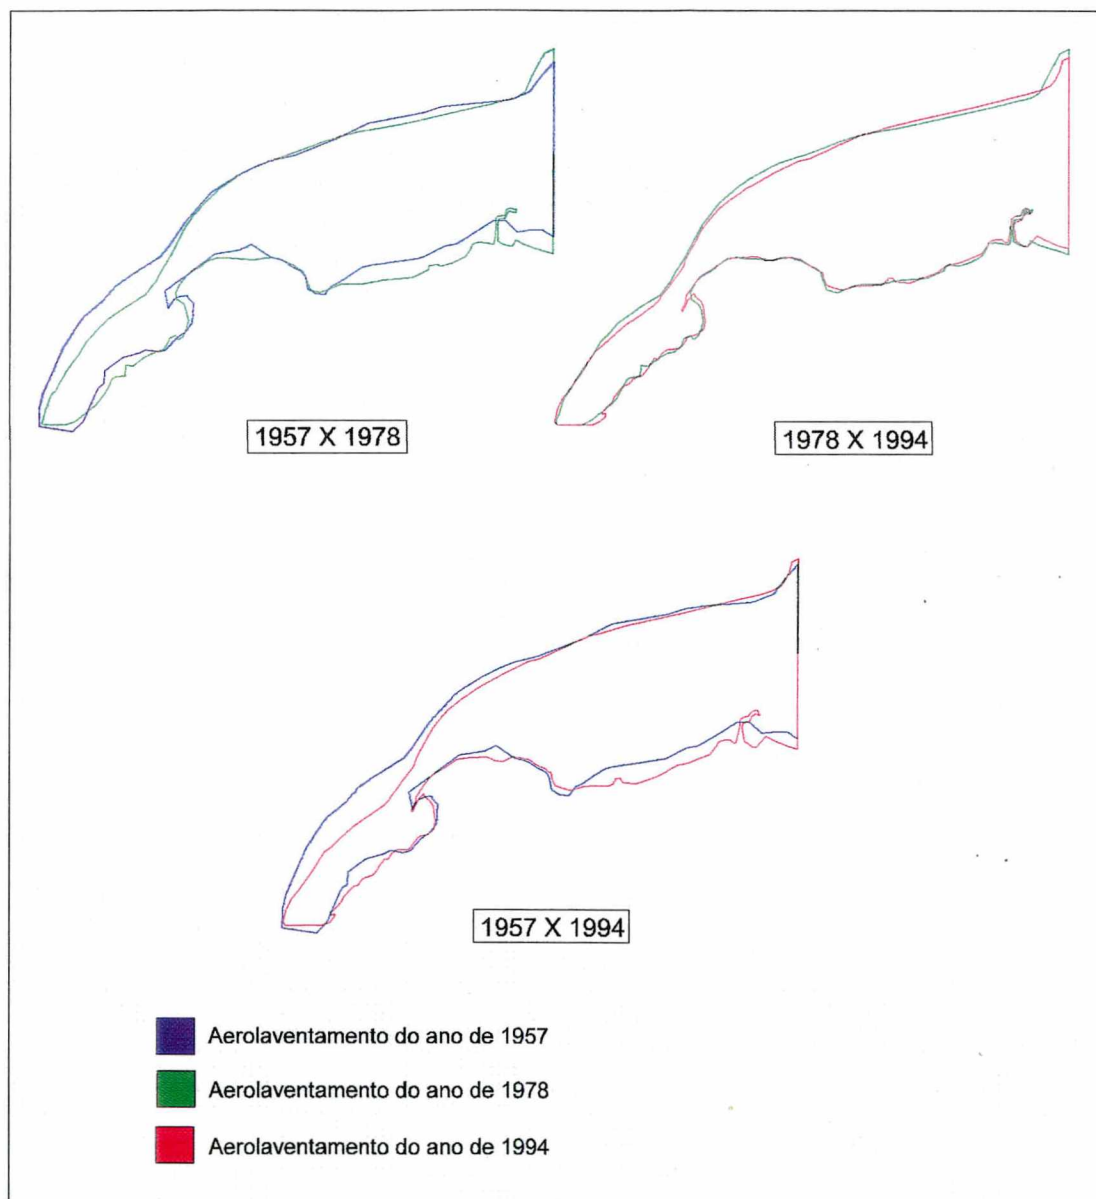 1957 X 1978
1978 X 1994
1957 X 1994
Aerolaventamento do ano de 1957
Aerolaventamento do ano de 1978
Aerolaventamento do ano de 1994